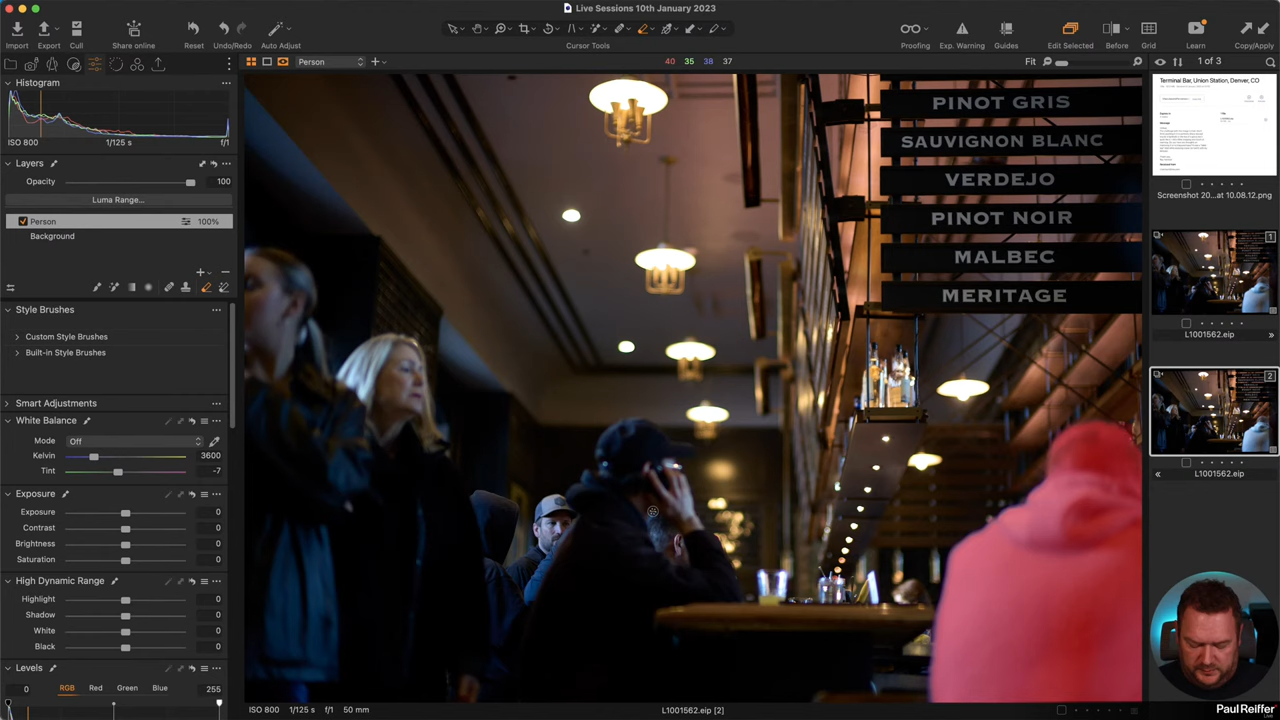 Live Sessions 10th January 2023
Import
Export
Cull
Share online
Reset
Undo/Redo
Auto Adjust
Cursor Tools
Proofing
Exp. Warning
Guides
Edit Selected
Before
Grid
Learn
Copy/Apply
Person
40 35 38 37
Fit
1 of 3
Histogram
ISO 800 1/125 s f/1
Layers
Opacity 100
Luma Range...
Person 100%
Background
Style Brushes
Custom Style Brushes
Built-in Style Brushes
Smart Adjustments
White Balance
Mode Off
Kelvin 3600
Tint -7
Exposure
Exposure 0
Contrast 0
Brightness 0
Saturation 0
High Dynamic Range
Highlight 0
Shadow 0
White 0
Black 0
Levels
0 RGB Red Green Blue 255
PINOT GRIS
SAUVIGNON BLANC
VERDEJO
PINOT NOIR
MALBEC
MERITAGE
Terminal Bar, Union Station, Denver, CO
Screenshot 20...at 10.08.12.png
1
L1001562.eip
2
L1001562.eip
ISO 800 1/125 s f/1 50 mm
L1001562.eip [2]
Paul Reiffer
Live